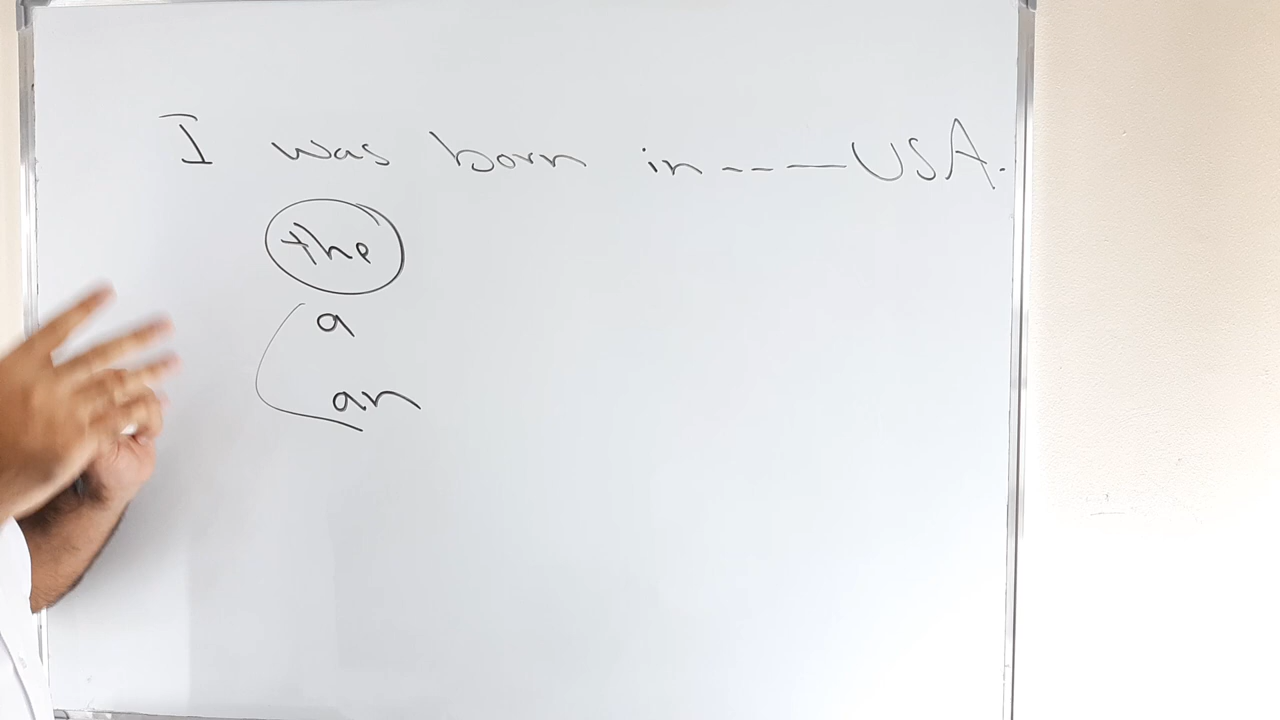 I was born in ---- USA.
the
a
an